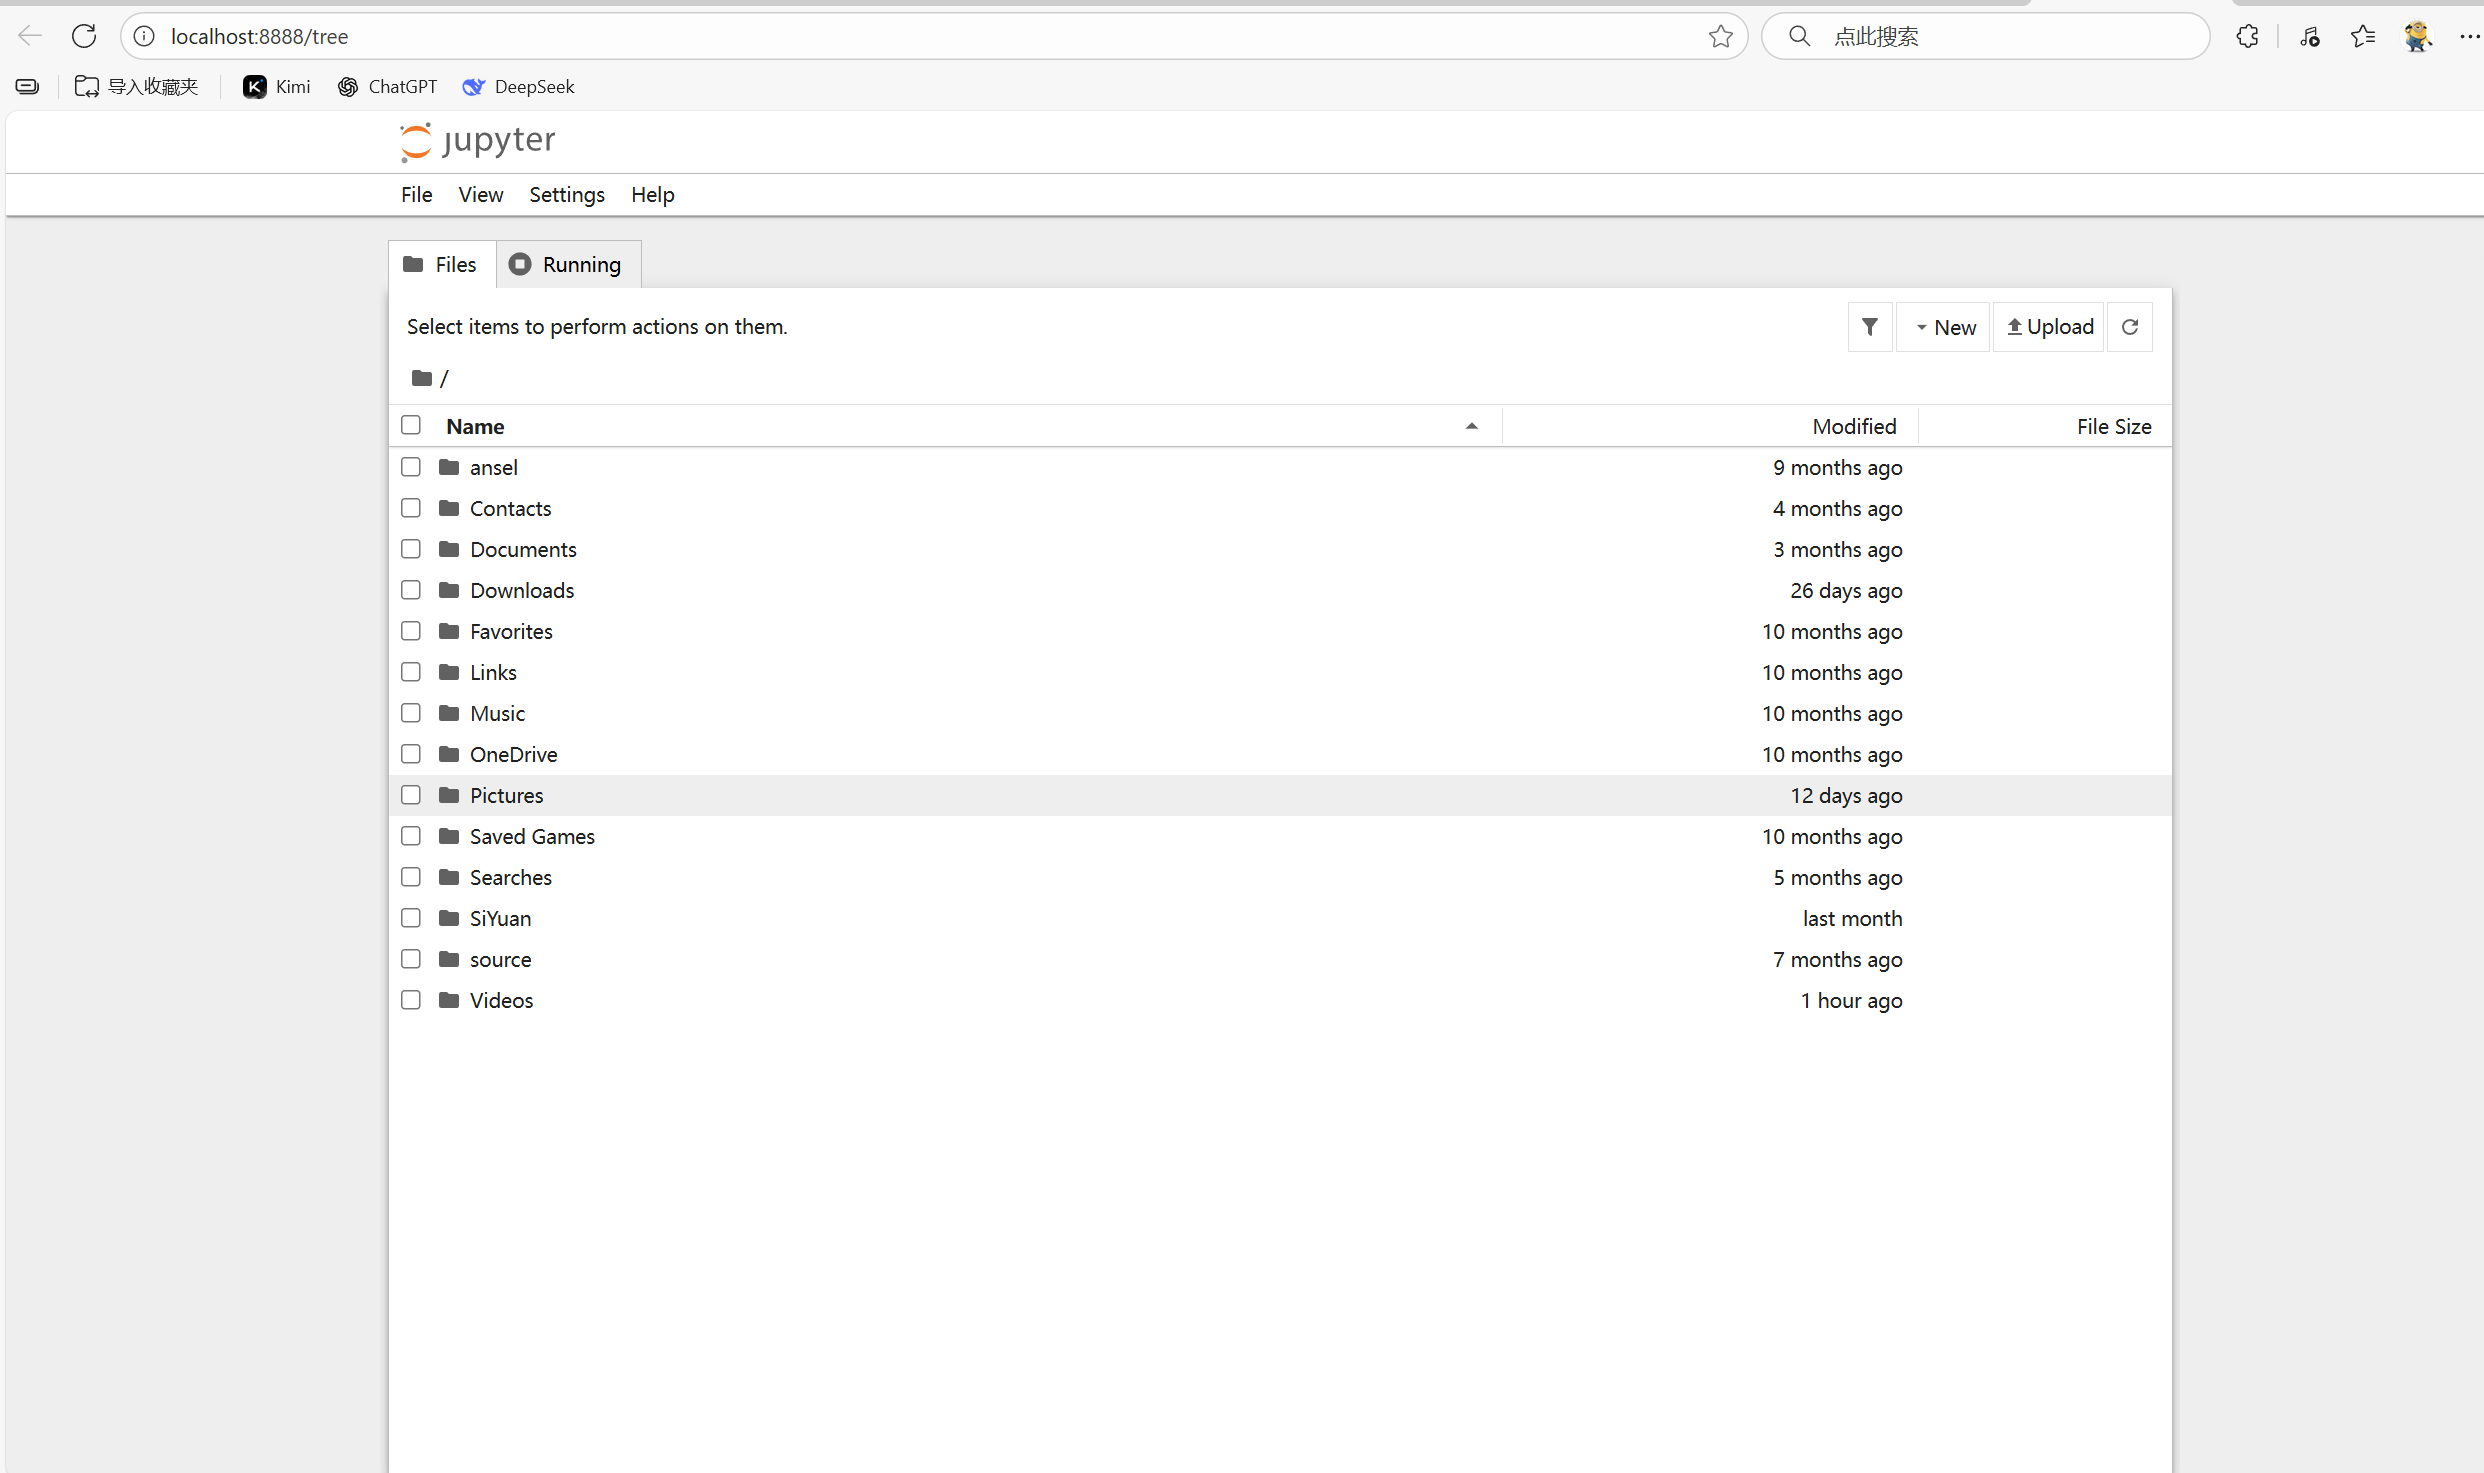 localhost:8888/tree
点此搜索
导入收藏夹 Kimi ChatGPT DeepSeek
jupyter
File View Settings Help
Files Running
Select items to perform actions on them.
New Upload
/
Name Modified File Size
ansel 9 months ago
Contacts 4 months ago
Documents 3 months ago
Downloads 26 days ago
Favorites 10 months ago
Links 10 months ago
Music 10 months ago
OneDrive 10 months ago
Pictures 12 days ago
Saved Games 10 months ago
Searches 5 months ago
SiYuan last month
source 7 months ago
Videos 1 hour ago